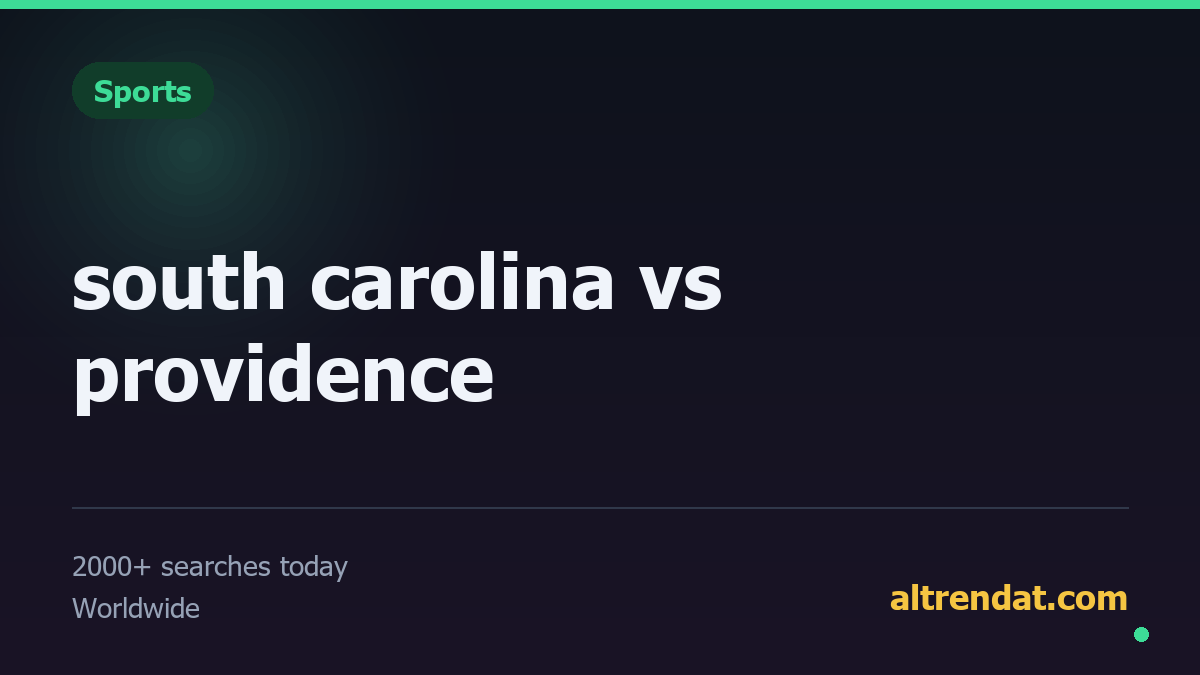 Sports
south carolina vs
providence
2000+ searches today
Worldwide
altrendat.com